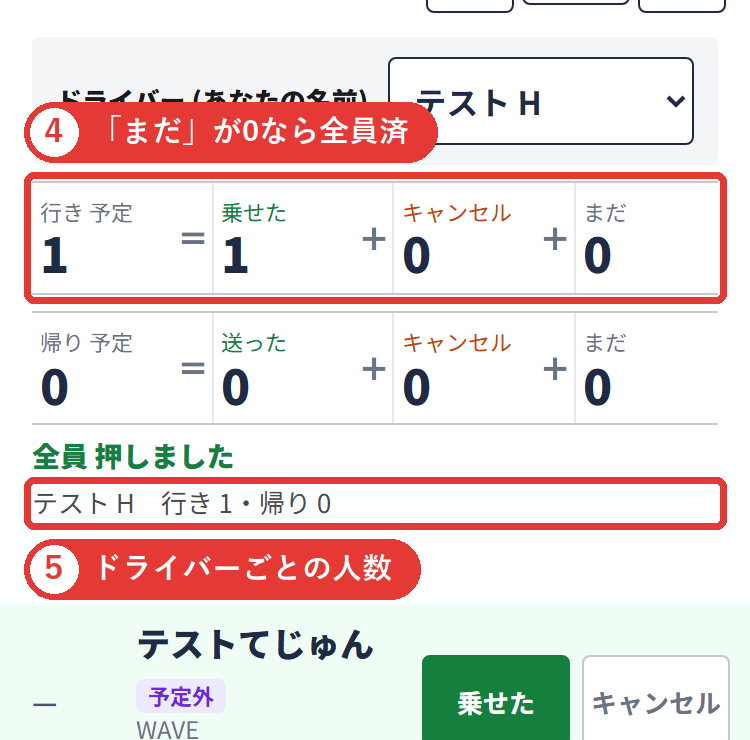 ドライバー (あなたの名前)
テスト H
4 「まだ」が0なら全員済
行き 予定 乗せた キャンセル まだ
1 = 1 + 0 + 0
帰り 予定 送った キャンセル まだ
0 = 0 + 0 + 0
全員 押しました
テスト H 行き 1・帰り 0
5 ドライバーごとの人数
テストてじゅん
予定外
— 乗せた キャンセル
WAVE